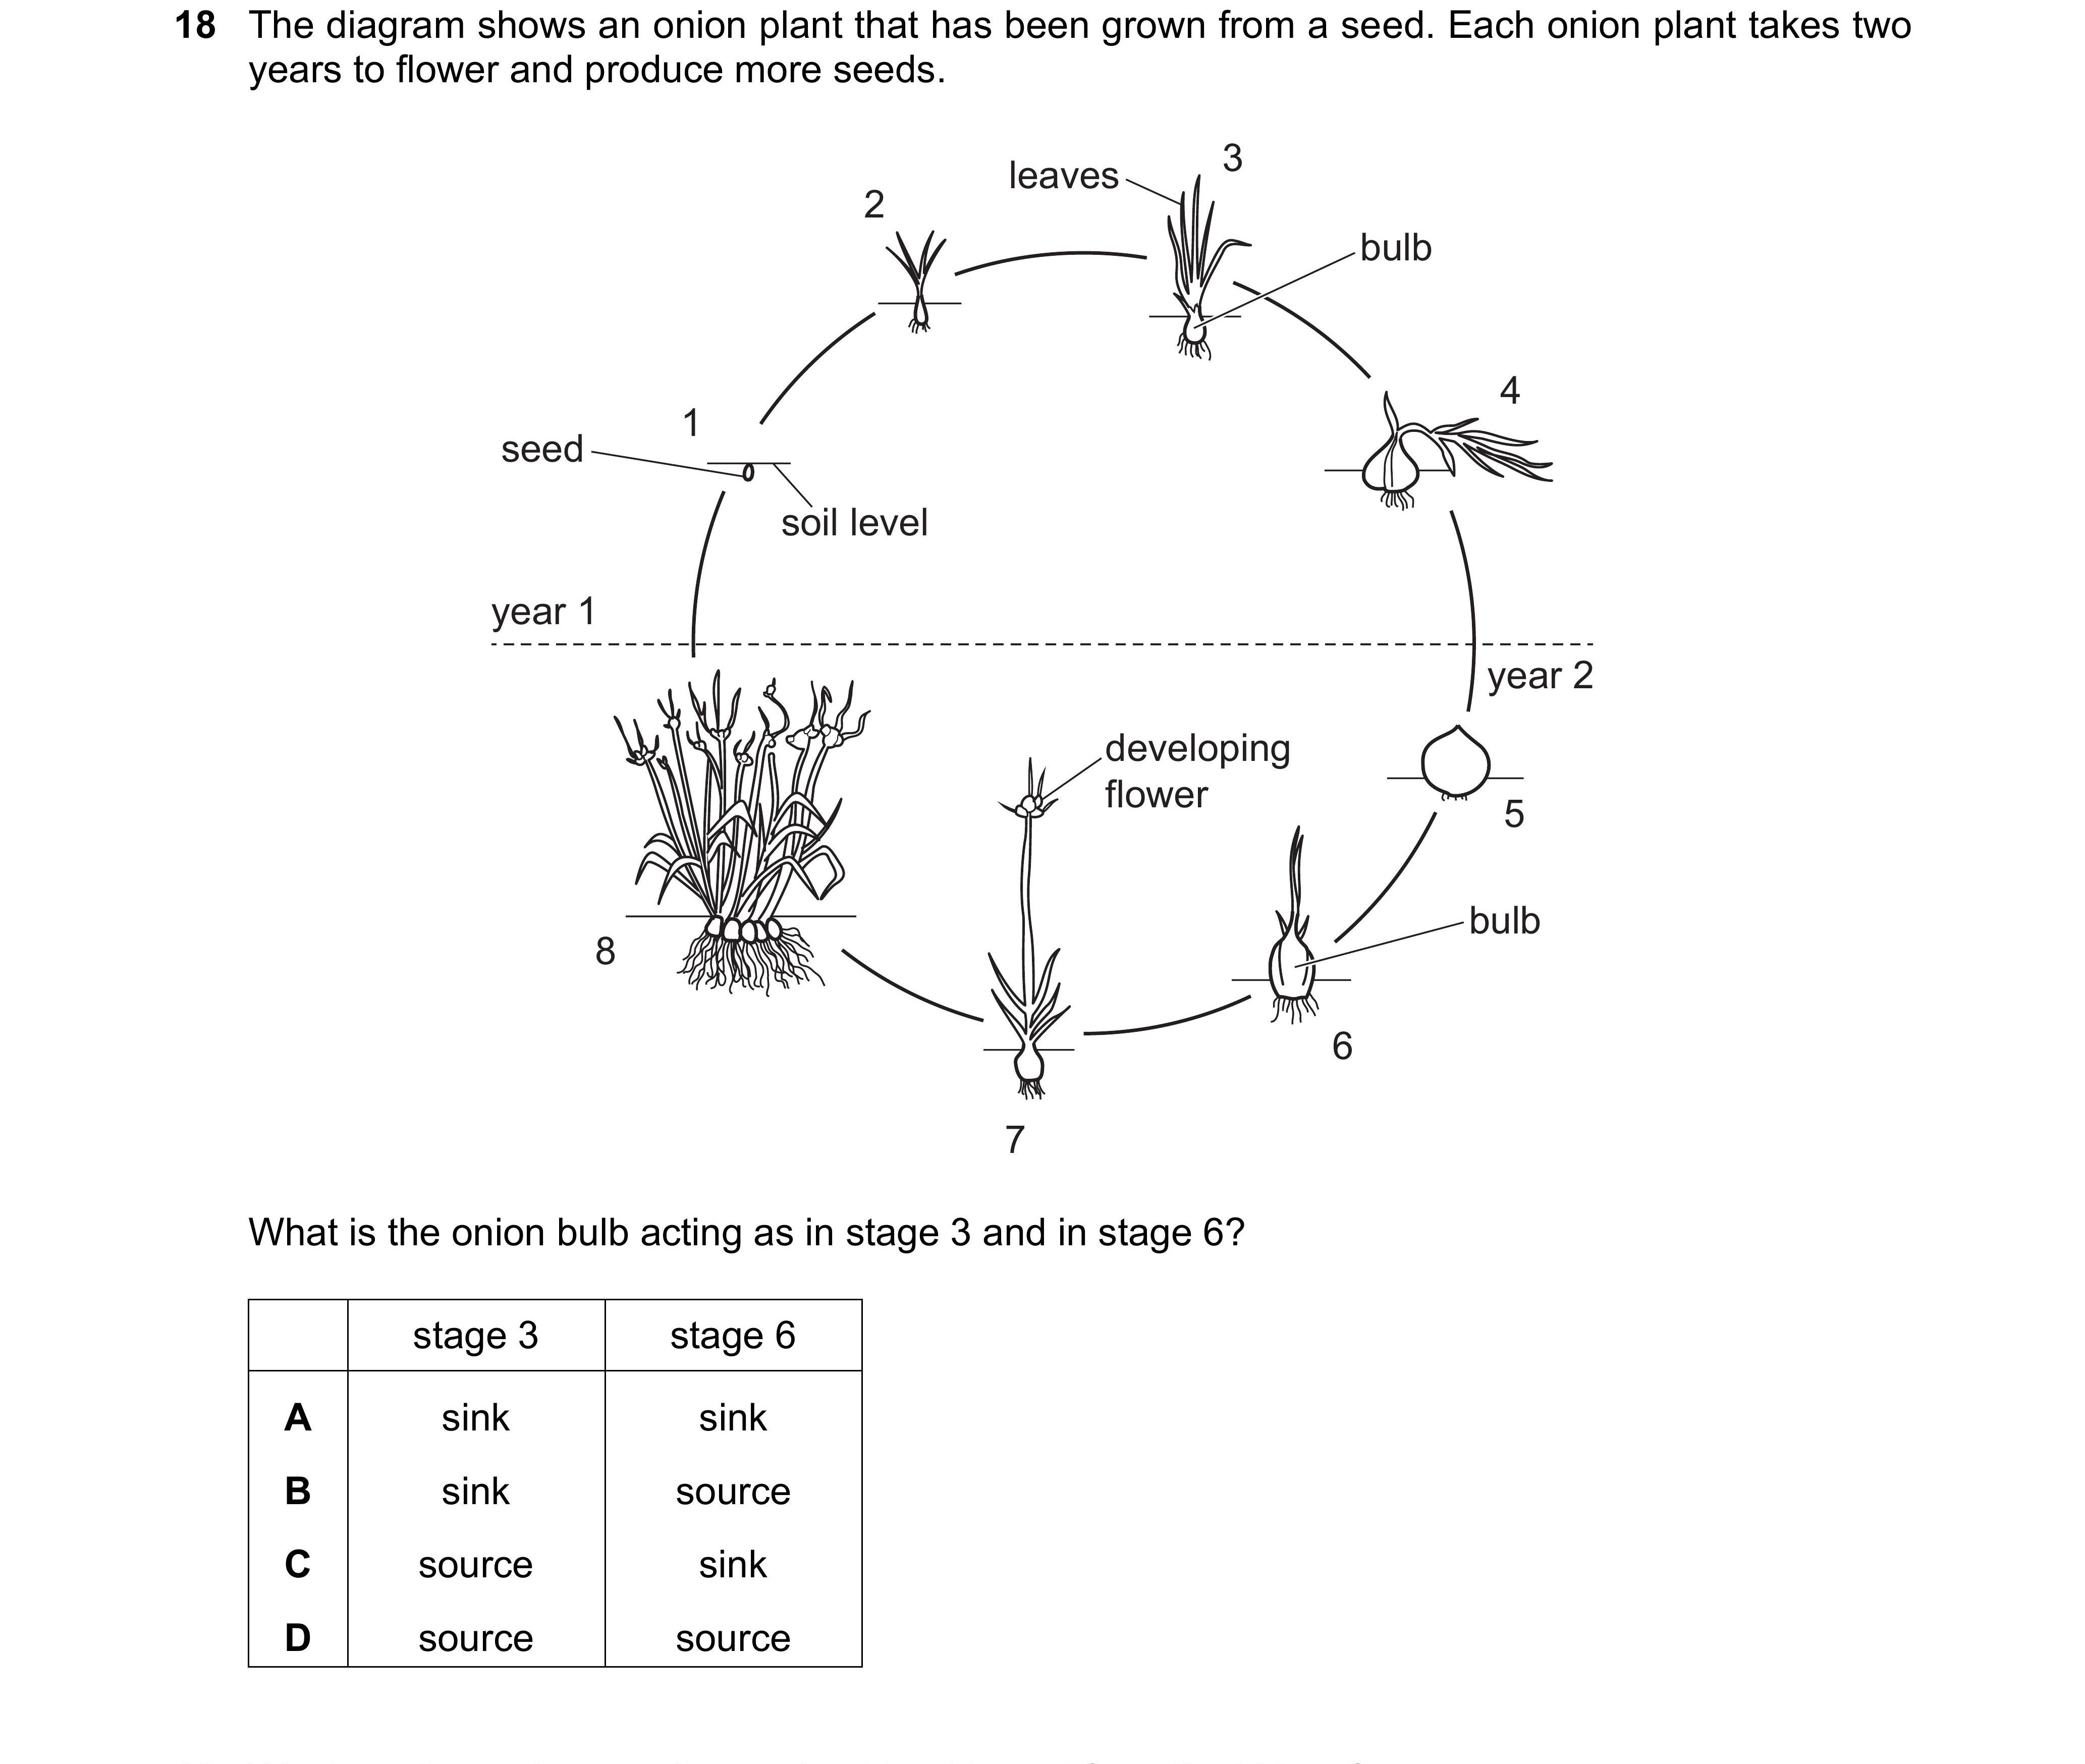 18 The diagram shows an onion plant that has been grown from a seed. Each onion plant takes two
years to flower and produce more seeds.
3
leaves
2
bulb
4
1
seed
soil level
year 1
year 2
developing
flower
5
bulb
8
6
7
What is the onion bulb acting as in stage 3 and in stage 6?
stage 3 stage 6
A sink sink
B sink source
C source sink
D source source